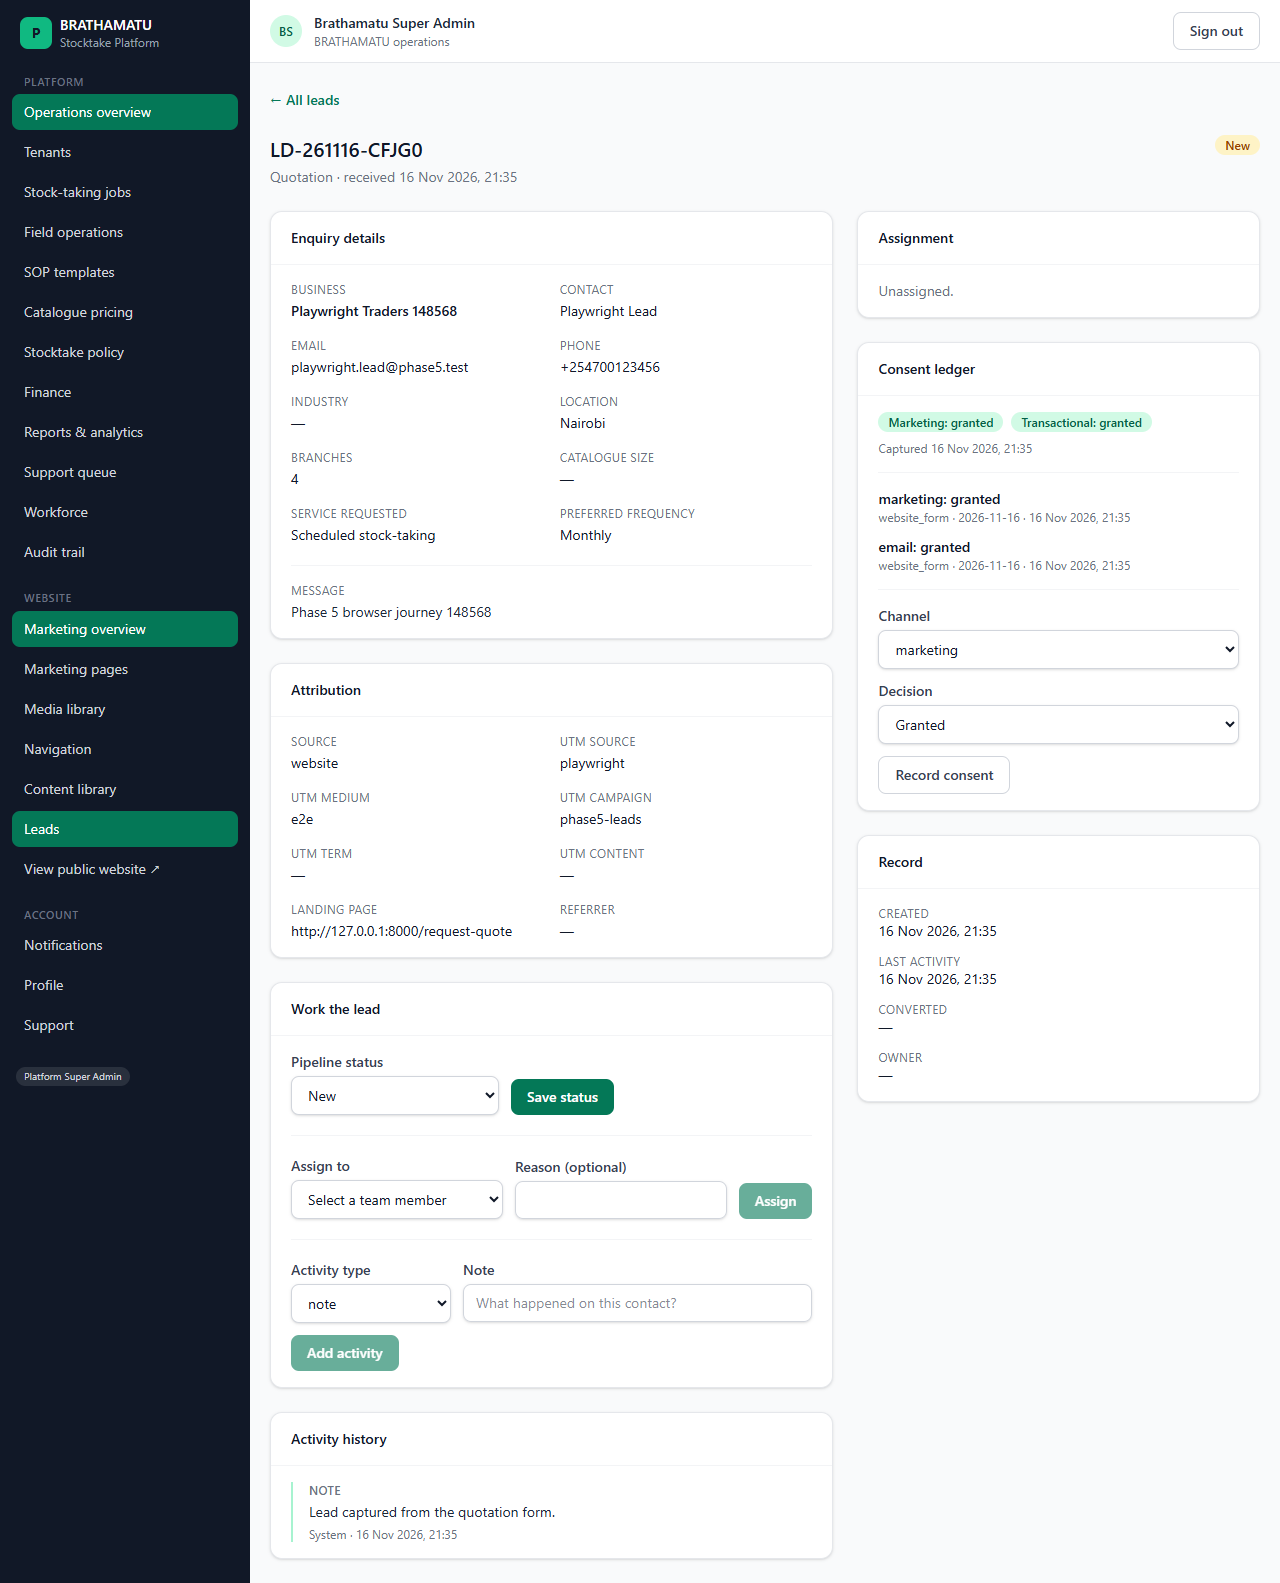 P
BRATHAMATU
Stocktake Platform
PLATFORM
Operations overview
Tenants
Stock-taking jobs
Field operations
SOP templates
Catalogue pricing
Stocktake policy
Finance
Reports & analytics
Support queue
Workforce
Audit trail
WEBSITE
Marketing overview
Marketing pages
Media library
Navigation
Content library
Leads
View public website ↗
ACCOUNT
Notifications
Profile
Support
Platform Super Admin
BS
Brathamatu Super Admin
BRATHAMATU operations
Sign out
← All leads
LD-261116-CFJG0
New
Quotation · received 16 Nov 2026, 21:35
Enquiry details
BUSINESS
Playwright Traders 148568
CONTACT
Playwright Lead
EMAIL
playwright.lead@phase5.test
PHONE
+254700123456
INDUSTRY
—
LOCATION
Nairobi
BRANCHES
4
CATALOGUE SIZE
—
SERVICE REQUESTED
Scheduled stock-taking
PREFERRED FREQUENCY
Monthly
MESSAGE
Phase 5 browser journey 148568
Attribution
SOURCE
website
UTM SOURCE
playwright
UTM MEDIUM
e2e
UTM CAMPAIGN
phase5-leads
UTM TERM
—
UTM CONTENT
—
LANDING PAGE
http://127.0.0.1:8000/request-quote
REFERRER
—
Work the lead
Pipeline status
New
Save status
Assign to
Select a team member
Reason (optional)
Assign
Activity type
note
Note
What happened on this contact?
Add activity
Activity history
NOTE
Lead captured from the quotation form.
System · 16 Nov 2026, 21:35
Assignment
Unassigned.
Consent ledger
Marketing: granted
Transactional: granted
Captured 16 Nov 2026, 21:35
marketing: granted
website_form · 2026-11-16 · 16 Nov 2026, 21:35
email: granted
website_form · 2026-11-16 · 16 Nov 2026, 21:35
Channel
marketing
Decision
Granted
Record consent
Record
CREATED
16 Nov 2026, 21:35
LAST ACTIVITY
16 Nov 2026, 21:35
CONVERTED
—
OWNER
—